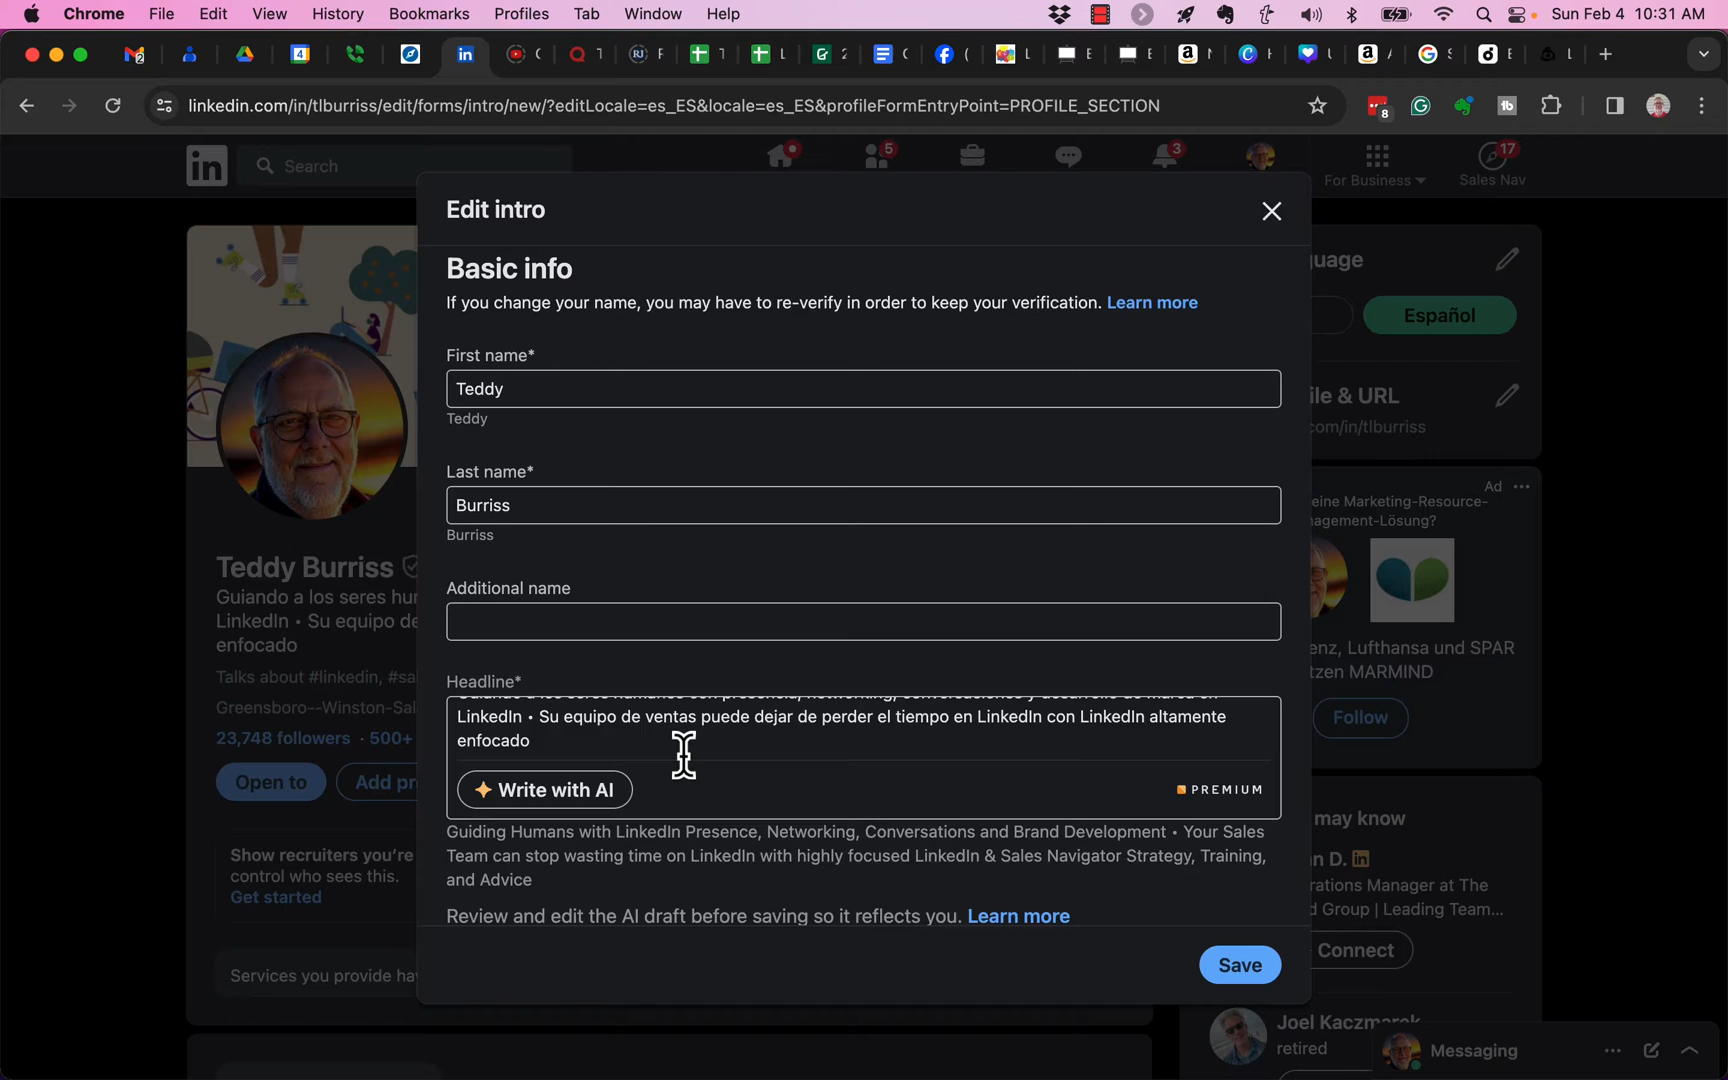 Chrome File Edit View History Bookmarks Profiles Tab Window Help Sun Feb 4 10:31 AM
linkedin.com/in/tlburriss/edit/forms/intro/new/?editLocale=es_ES&locale=es_ES&profileFormEntryPoint=PROFILE_SECTION 8
in Search 5 3 For Business 17 Sales Nav
Edit intro
Basic info
If you change your name, you may have to re-verify in order to keep your verification. Learn more
First name*
Teddy
Teddy
Last name*
Burriss
Burriss
Additional name
Headline*
LinkedIn • Su equipo de ventas puede dejar de perder el tiempo en LinkedIn con LinkedIn altamente
enfocado
Write with AI PREMIUM
Guiding Humans with LinkedIn Presence, Networking, Conversations and Brand Development • Your Sales
Team can stop wasting time on LinkedIn with highly focused LinkedIn & Sales Navigator Strategy, Training,
and Advice
Review and edit the AI draft before saving so it reflects you. Learn more
Save
Teddy Burriss
Guiando a los seres hu
LinkedIn • Su equipo de
enfocado
Talks about #linkedin, #sa
Greensboro--Winston-Sal
23,748 followers • 500+
Open to Add pr
Show recruiters you're
control who sees this.
Get started
Services you provide ha
guage
Español
ile & URL
om/in/tlburriss
Ad
eine Marketing-Resource-
agement-Lösung?
enz, Lufthansa und SPAR
tzen MARMIND
Follow
may know
n D.
rations Manager at The
d Group | Leading Team...
Connect
Joel Kaczmarek
retired
Messaging